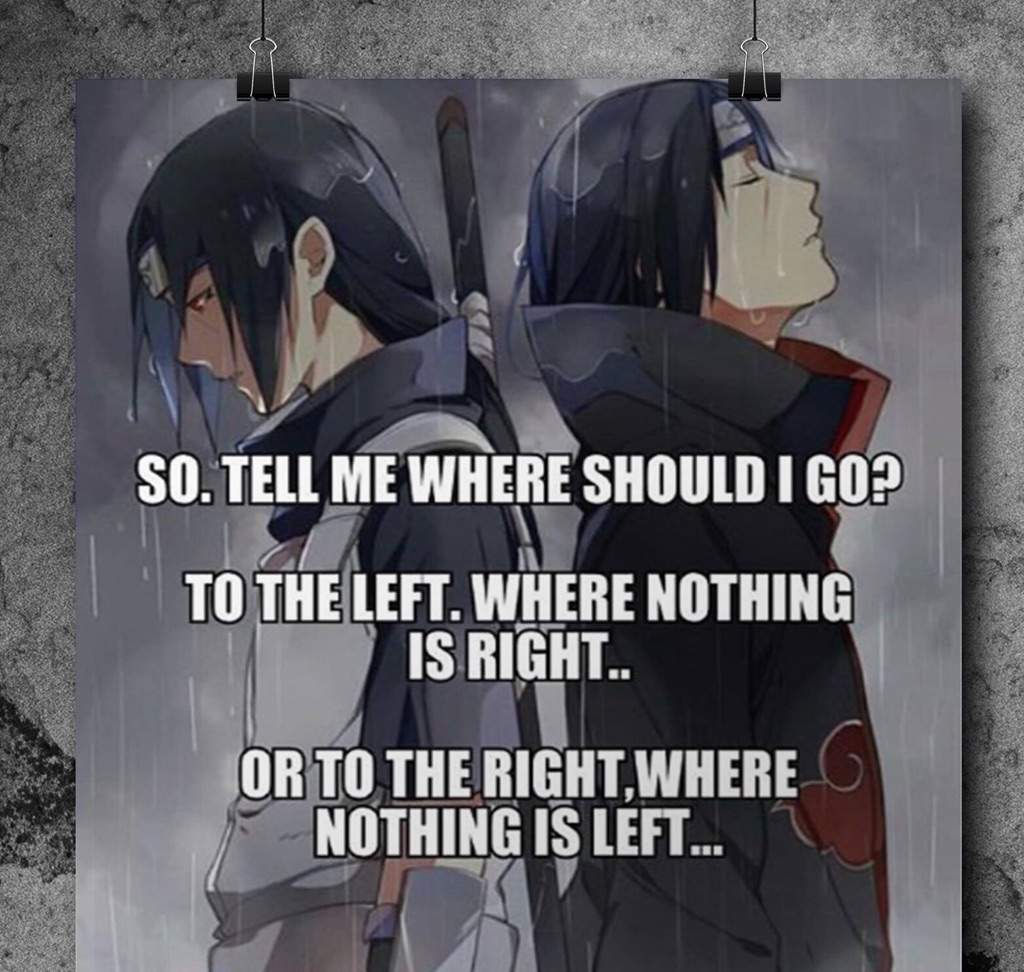 SO. TELL ME WHERE SHOULD I GO?
TO THE LEFT. WHERE NOTHING
IS RIGHT..
OR TO THE RIGHT,WHERE
NOTHING IS LEFT...